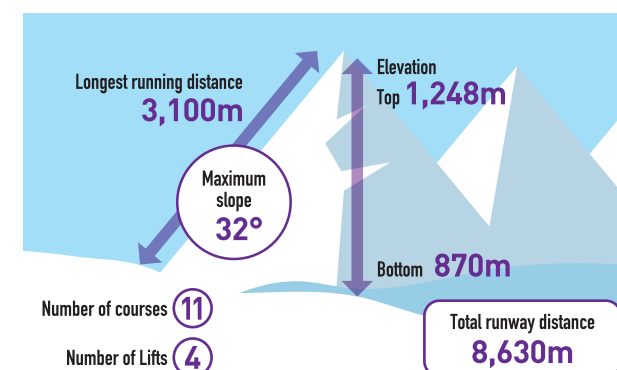 Longest running distance
3,100m
Elevation
Top 1,248m
Maximum
slope
32°
Bottom 870m
Number of courses 11
Number of Lifts 4
Total runway distance
8,630m